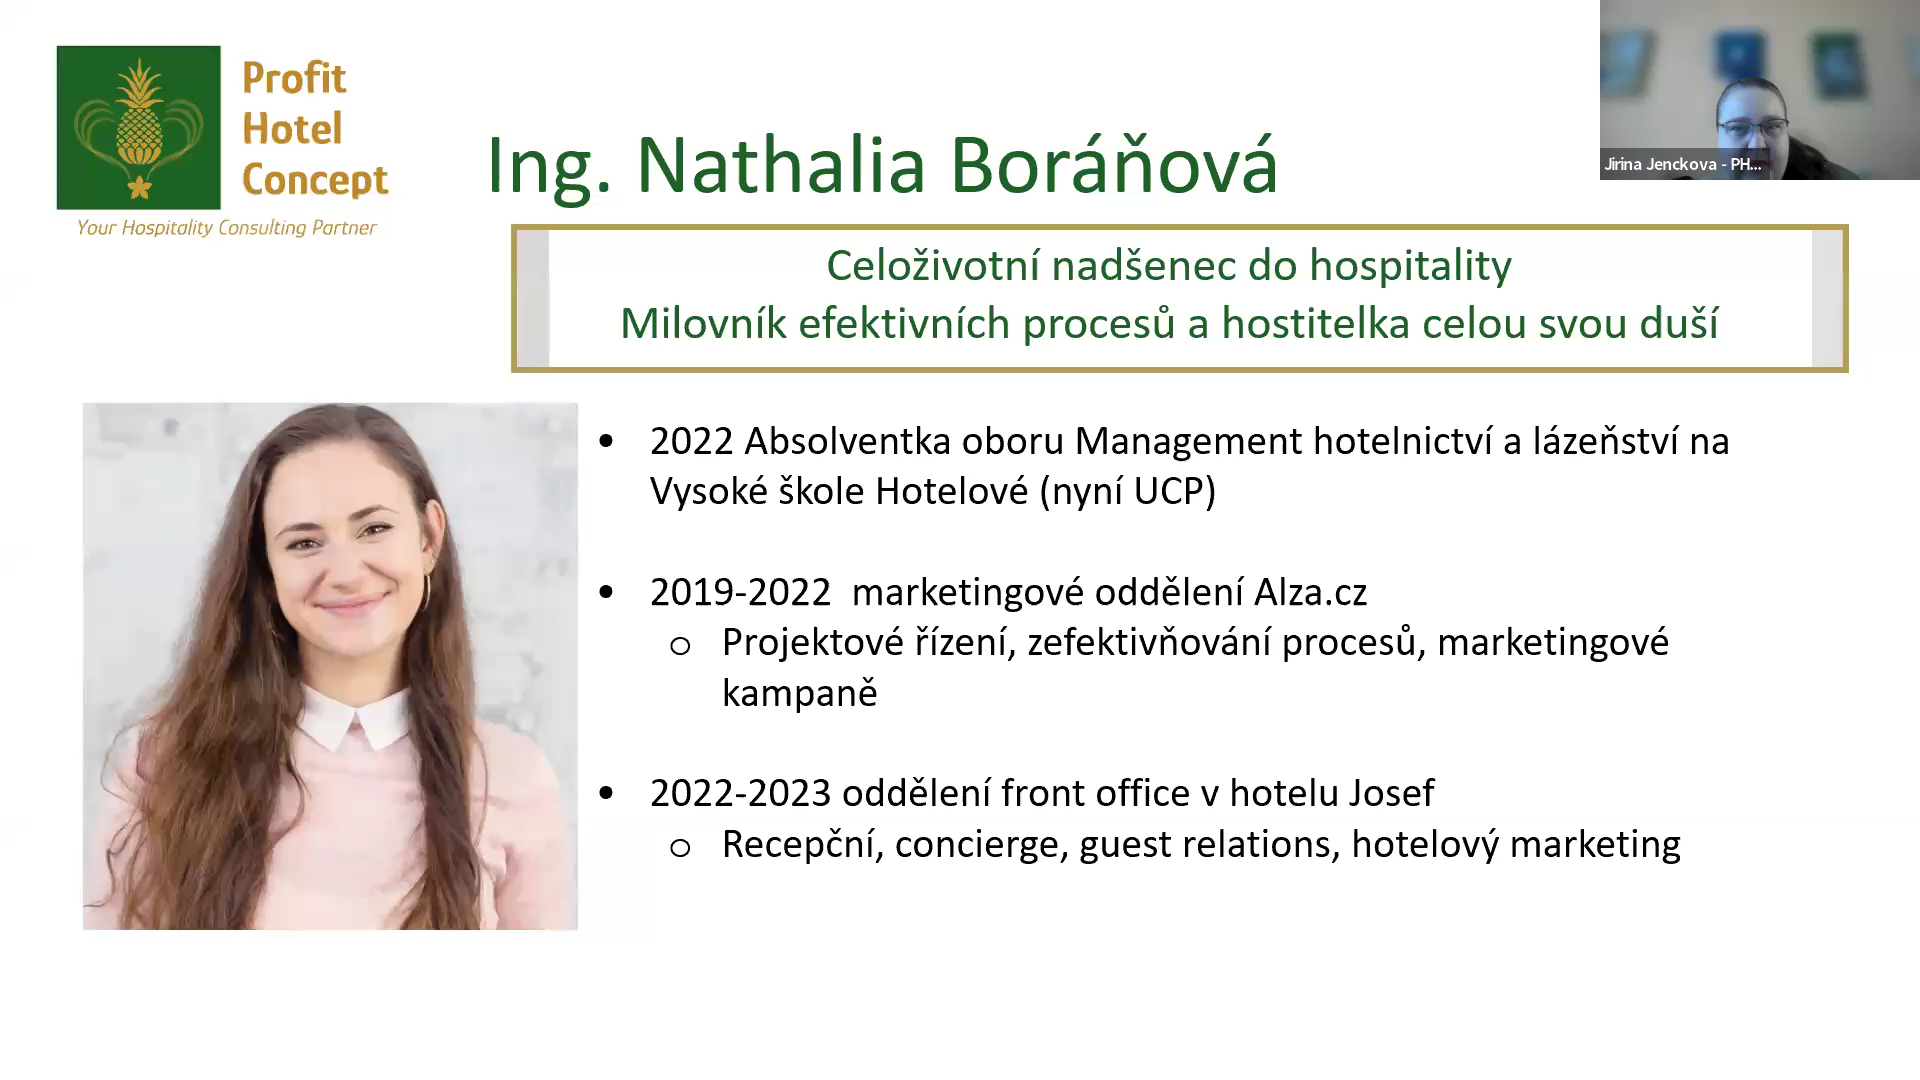 Profit
Hotel
Concept
Your Hospitality Consulting Partner
Jirina Jenckova - PH...
Ing. Nathalia Boráňová
Celoživotní nadšenec do hospitality
Milovník efektivních procesů a hostitelka celou svou duší
• 2022 Absolventka oboru Management hotelnictví a lázeňství na
Vysoké škole Hotelové (nyní UCP)
• 2019-2022 marketingové oddělení Alza.cz
o Projektové řízení, zefektivňování procesů, marketingové
kampaně
• 2022-2023 oddělení front office v hotelu Josef
o Recepční, concierge, guest relations, hotelový marketing